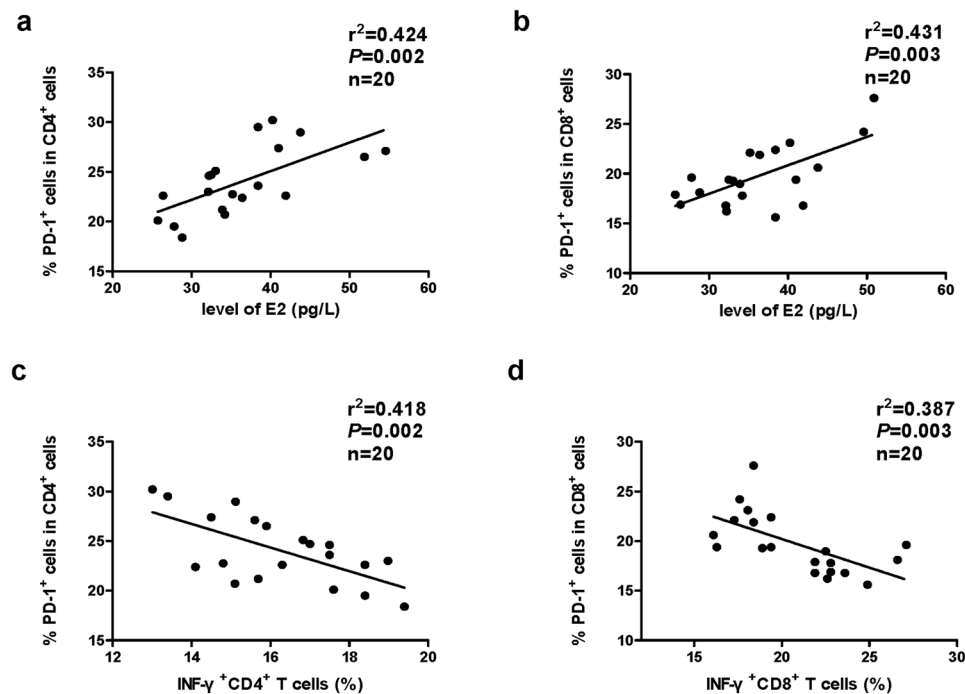 a
r²=0.424
P=0.002
n=20
% PD-1⁺ cells in CD4⁺ cells
35
30
25
20
15
20 30 40 50 60
level of E2 (pg/L)
b
r²=0.431
P=0.003
n=20
% PD-1⁺ cells in CD8⁺ cells
30
25
20
15
10
20 30 40 50 60
level of E2 (pg/L)
c
r²=0.418
P=0.002
n=20
% PD-1⁺ cells in CD4⁺ cells
35
30
25
20
15
12 14 16 18 20
INF-γ ⁺CD4⁺ T cells (%)
d
r²=0.387
P=0.003
n=20
% PD-1⁺ cells in CD8⁺ cells
30
25
20
15
10
15 20 25 30
INF-γ ⁺CD8⁺ T cells (%)